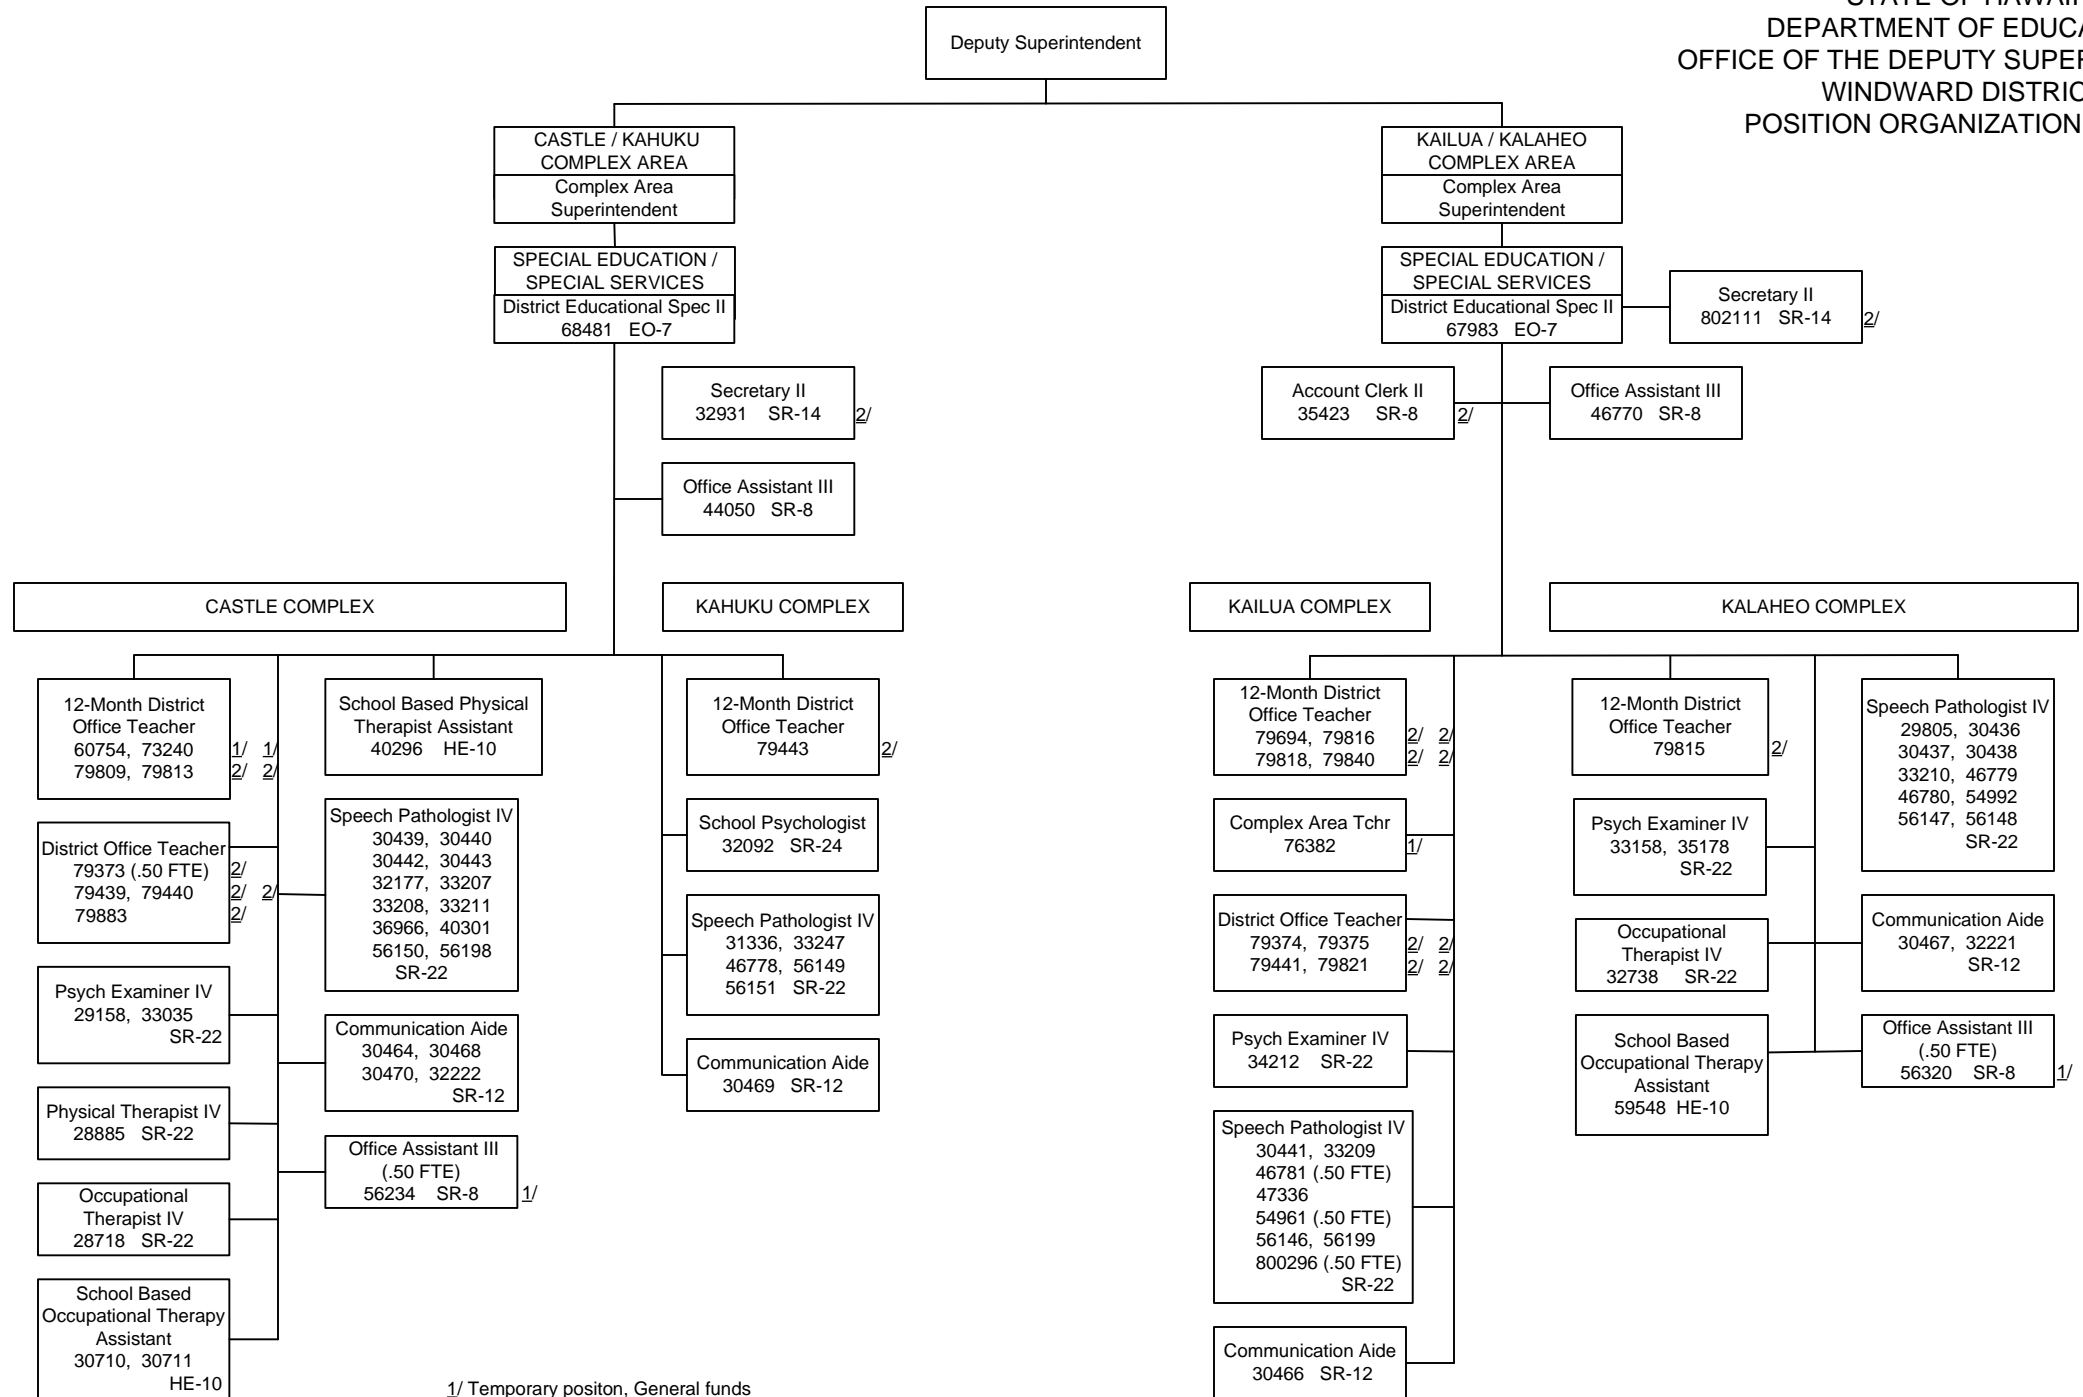 STATE OF HAWAII
DEPARTMENT OF
OFFICE OF THE DEPUTY
WINDWARD
POSITION ORGANIZATION
Deputy Superintendent
CASTLE / KAHUKU
COMPLEX AREA
Complex Area
Superintendent
SPECIAL EDUCATION /
SPECIAL SERVICES
District Educational Spec II
68481 EO-7
Secretary II
32931 SR-14 2/
Office Assistant III
44050 SR-8
KAILUA / KALAHEO
COMPLEX AREA
Complex Area
Superintendent
SPECIAL EDUCATION /
SPECIAL SERVICES
District Educational Spec II
67983 EO-7
Secretary II
802111 SR-14 2/
Account Clerk II
35423 SR-8 2/
Office Assistant III
46770 SR-8
CASTLE COMPLEX
12-Month District
Office Teacher
60754, 73240 1/ 1/
79809, 79813 2/ 2/
District Office Teacher
79373 (.50 FTE) 2/
79439, 79440 2/ 2/
79883 2/
Psych Examiner IV
29158, 33035
SR-22
Physical Therapist IV
28885 SR-22
Occupational
Therapist IV
28718 SR-22
School Based
Occupational Therapy
Assistant
30710, 30711
HE-10
School Based Physical
Therapist Assistant
40296 HE-10
Speech Pathologist IV
30439, 30440
30442, 30443
32177, 33207
33208, 33211
36966, 40301
56150, 56198
SR-22
Communication Aide
30464, 30468
30470, 32222
SR-12
Office Assistant III
(.50 FTE)
56234 SR-8 1/
KAHUKU COMPLEX
12-Month District
Office Teacher
79443 2/
School Psychologist
32092 SR-24
Speech Pathologist IV
31336, 33247
46778, 56149
56151 SR-22
Communication Aide
30469 SR-12
KAILUA COMPLEX
12-Month District
Office Teacher
79694, 79816 2/ 2/
79818, 79840 2/ 2/
Complex Area Tchr
76382 1/
District Office Teacher
79374, 79375 2/ 2/
79441, 79821 2/ 2/
Psych Examiner IV
34212 SR-22
Speech Pathologist IV
30441, 33209
46781 (.50 FTE)
47336
54961 (.50 FTE)
56146, 56199
800296 (.50 FTE)
SR-22
Communication Aide
30466 SR-12
KALAHEO COMPLEX
12-Month District
Office Teacher
79815 2/
Psych Examiner IV
33158, 35178
SR-22
Occupational
Therapist IV
32738 SR-22
School Based
Occupational Therapy
Assistant
59548 HE-10
Speech Pathologist IV
29805, 30436
30437, 30438
33210, 46779
46780, 54992
56147, 56148
SR-22
Communication Aide
30467, 32221
SR-12
Office Assistant III
(.50 FTE)
56320 SR-8 1/
1/ Temporary positon, General funds